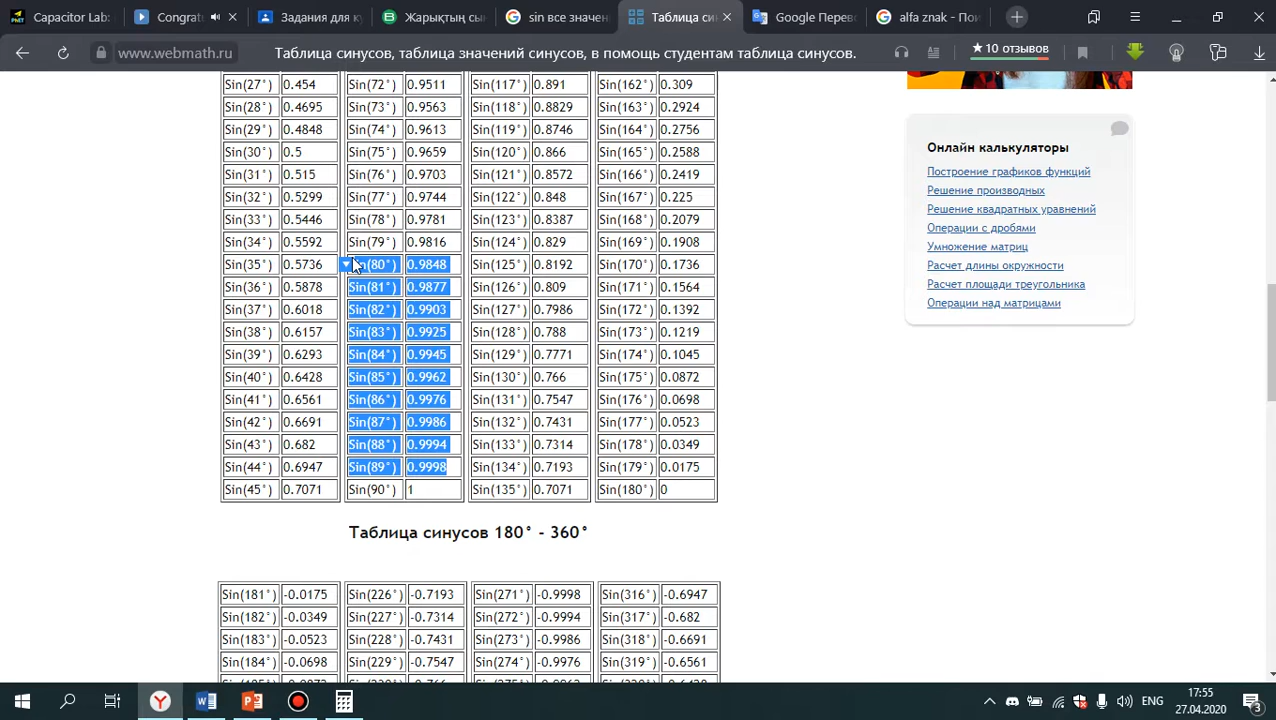 Capacitor Lab: Congrat Задания для ку Жарықтың сын sin все значен Таблица син Google Перево alfa znak - Пои
www.webmath.ru Таблица синусов, таблица значений синусов, в помощь студентам таблица синусов. ★ 10 отзывов
Sin(27°) 0.454 Sin(72°) 0.9511 Sin(117°) 0.891 Sin(162°) 0.309
Sin(28°) 0.4695 Sin(73°) 0.9563 Sin(118°) 0.8829 Sin(163°) 0.2924
Sin(29°) 0.4848 Sin(74°) 0.9613 Sin(119°) 0.8746 Sin(164°) 0.2756
Sin(30°) 0.5 Sin(75°) 0.9659 Sin(120°) 0.866 Sin(165°) 0.2588
Sin(31°) 0.515 Sin(76°) 0.9703 Sin(121°) 0.8572 Sin(166°) 0.2419
Sin(32°) 0.5299 Sin(77°) 0.9744 Sin(122°) 0.848 Sin(167°) 0.225
Sin(33°) 0.5446 Sin(78°) 0.9781 Sin(123°) 0.8387 Sin(168°) 0.2079
Sin(34°) 0.5592 Sin(79°) 0.9816 Sin(124°) 0.829 Sin(169°) 0.1908
Sin(35°) 0.5736 Sin(80°) 0.9848 Sin(125°) 0.8192 Sin(170°) 0.1736
Sin(36°) 0.5878 Sin(81°) 0.9877 Sin(126°) 0.809 Sin(171°) 0.1564
Sin(37°) 0.6018 Sin(82°) 0.9903 Sin(127°) 0.7986 Sin(172°) 0.1392
Sin(38°) 0.6157 Sin(83°) 0.9925 Sin(128°) 0.788 Sin(173°) 0.1219
Sin(39°) 0.6293 Sin(84°) 0.9945 Sin(129°) 0.7771 Sin(174°) 0.1045
Sin(40°) 0.6428 Sin(85°) 0.9962 Sin(130°) 0.766 Sin(175°) 0.0872
Sin(41°) 0.6561 Sin(86°) 0.9976 Sin(131°) 0.7547 Sin(176°) 0.0698
Sin(42°) 0.6691 Sin(87°) 0.9986 Sin(132°) 0.7431 Sin(177°) 0.0523
Sin(43°) 0.682 Sin(88°) 0.9994 Sin(133°) 0.7314 Sin(178°) 0.0349
Sin(44°) 0.6947 Sin(89°) 0.9998 Sin(134°) 0.7193 Sin(179°) 0.0175
Sin(45°) 0.7071 Sin(90°) 1 Sin(135°) 0.7071 Sin(180°) 0
Таблица синусов 180° - 360°
Sin(181°) -0.0175 Sin(226°) -0.7193 Sin(271°) -0.9998 Sin(316°) -0.6947
Sin(182°) -0.0349 Sin(227°) -0.7314 Sin(272°) -0.9994 Sin(317°) -0.682
Sin(183°) -0.0523 Sin(228°) -0.7431 Sin(273°) -0.9986 Sin(318°) -0.6691
Sin(184°) -0.0698 Sin(229°) -0.7547 Sin(274°) -0.9976 Sin(319°) -0.6561
Онлайн калькуляторы
Построение графиков функций
Решение производных
Решение квадратных уравнений
Операции с дробями
Умножение матриц
Расчет длины окружности
Расчет площади треугольника
Операции над матрицами
ENG 17:55
27.04.2020
3